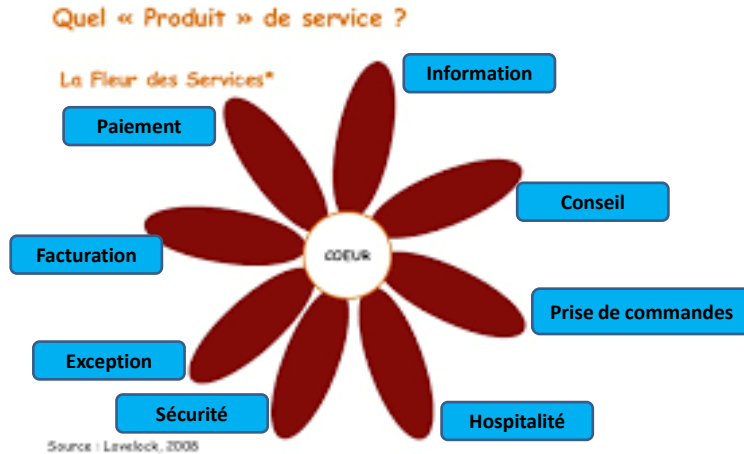 Quel « Produit » de service ?
La Fleur des Services*
Information
Paiement
Conseil
Facturation
COEUR
Prise de commandes
Exception
Sécurité
Hospitalité
Source : Lovelock, 2008